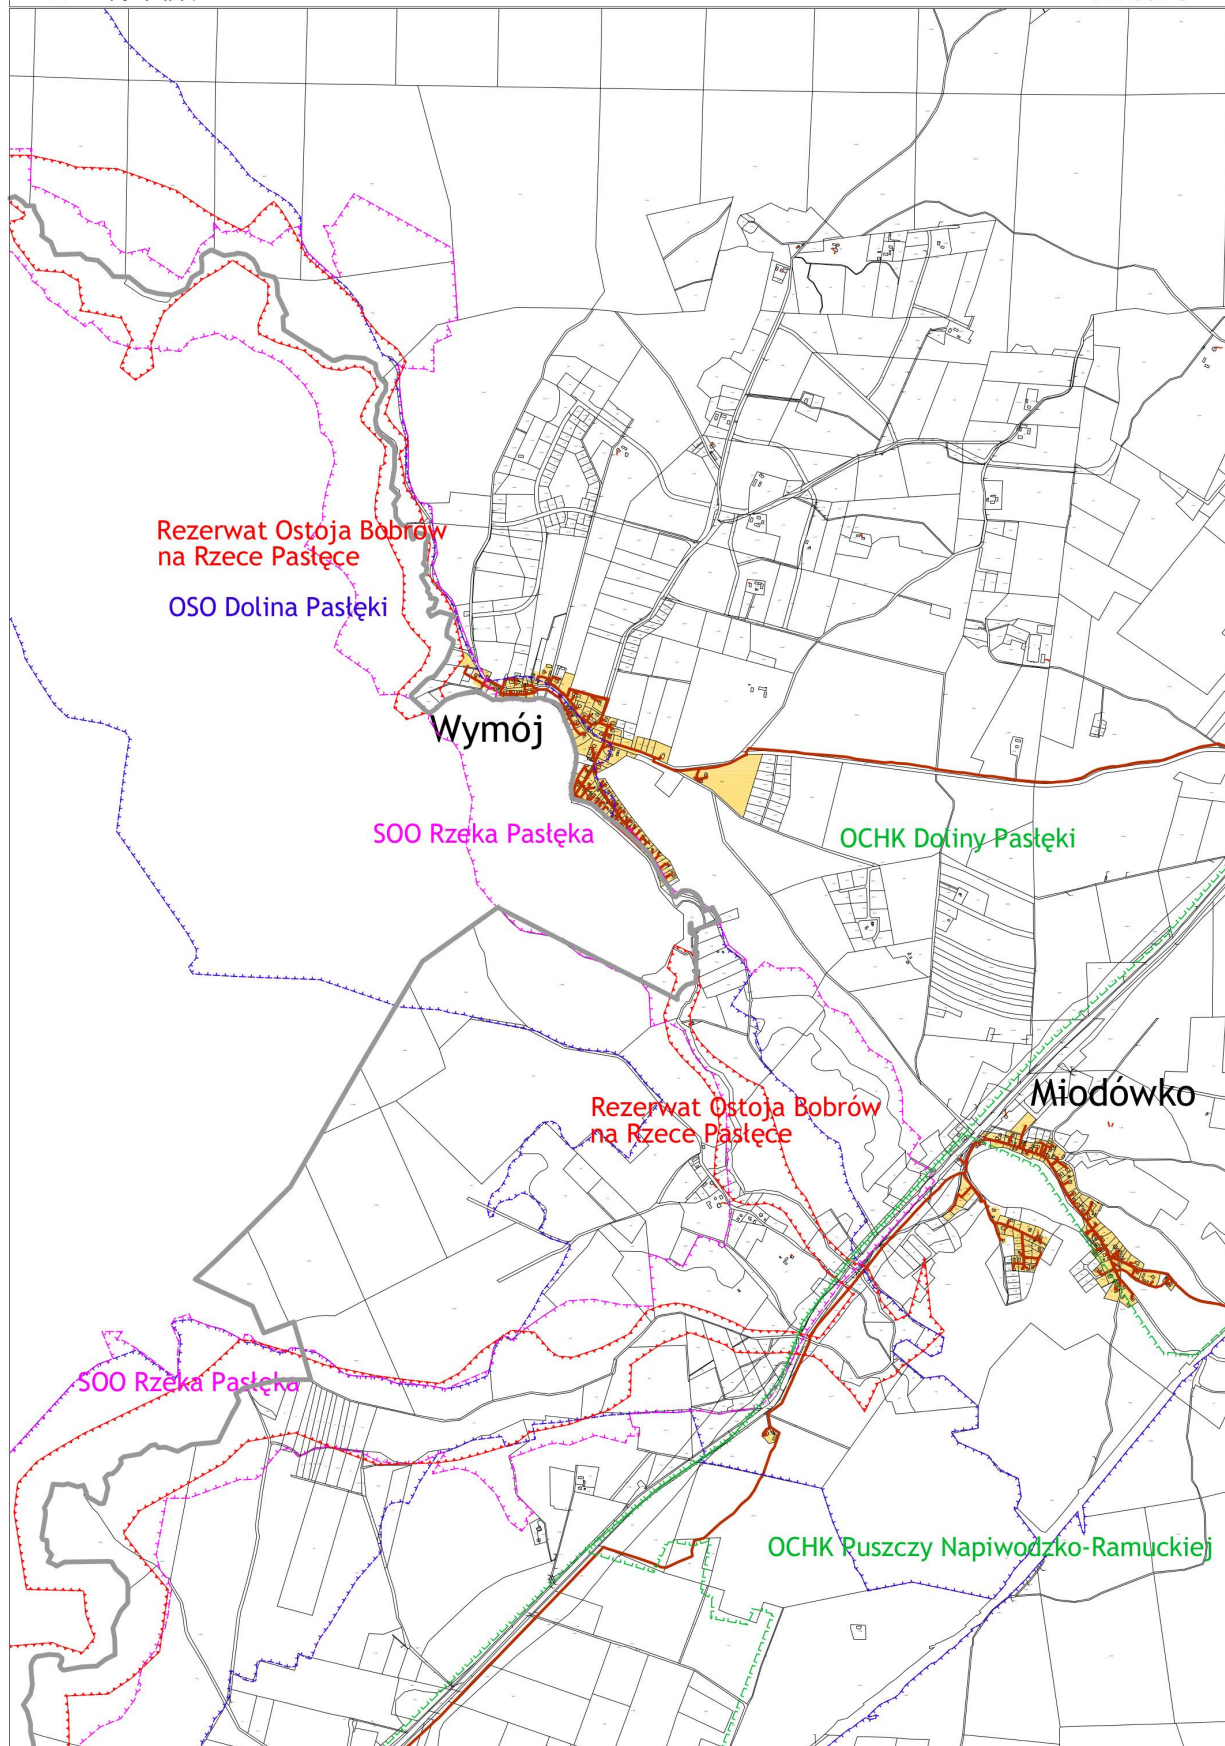 Rezerwat Ostoja Bobrów
na Rzece Pasłęce
OSO Dolina Pasłęki
Wymój
SOO Rzeka Pasłęka
OCHK Doliny Pasłęki
Miodówko
Rezerwat Ostoja Bobrów
na Rzece Pasłęce
SOO Rzeka Pasłęka
OCHK Puszczy Napiwodzko-Ramuckiej